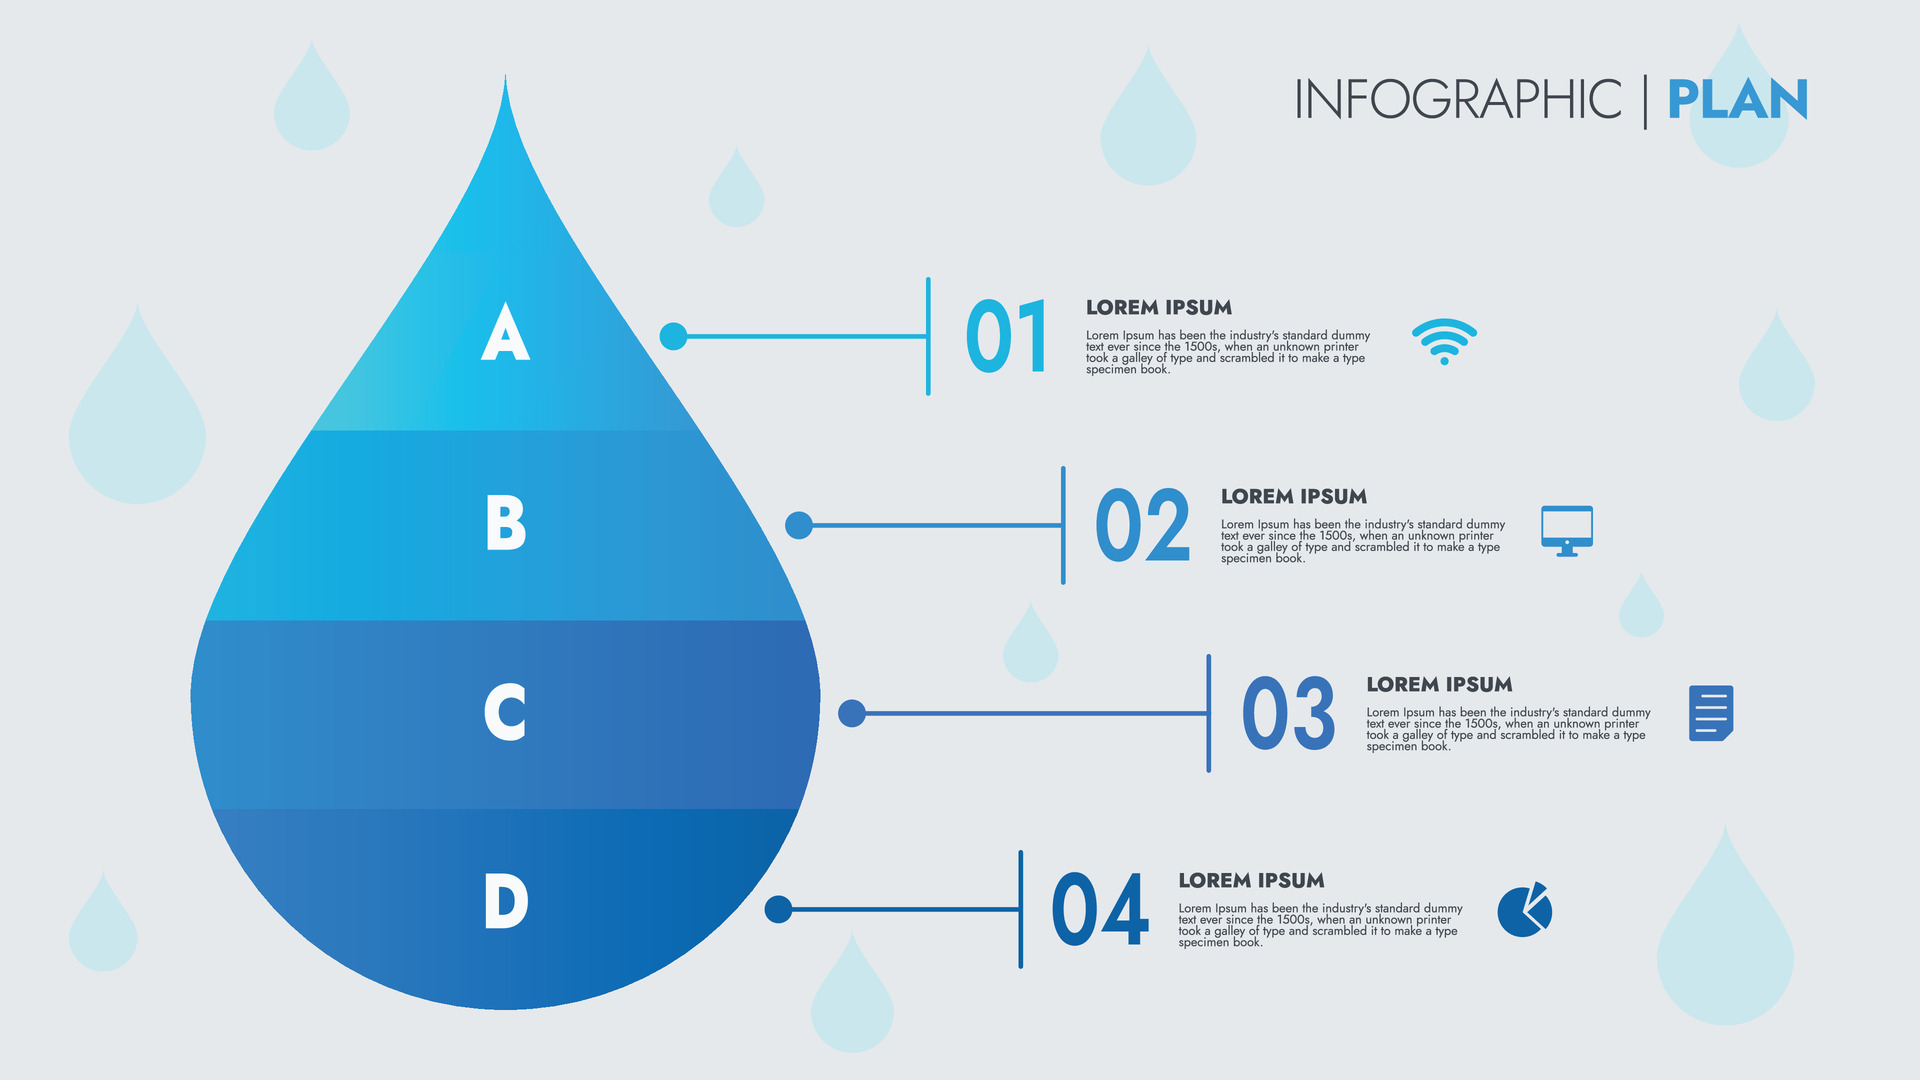 INFOGRAPHIC | PLAN
A
01
LOREM IPSUM
Lorem Ipsum has been the industry's standard dummy
text ever since the 1500s, when an unknown printer
took a galley of type and scrambled it to make a type
specimen book.
B
02
LOREM IPSUM
Lorem Ipsum has been the industry's standard dummy
text ever since the 1500s, when an unknown printer
took a galley of type and scrambled it to make a type
specimen book.
C
03
LOREM IPSUM
Lorem Ipsum has been the industry's standard dummy
text ever since the 1500s, when an unknown printer
took a galley of type and scrambled it to make a type
specimen book.
D
04
LOREM IPSUM
Lorem Ipsum has been the industry's standard dummy
text ever since the 1500s, when an unknown printer
took a galley of type and scrambled it to make a type
specimen book.